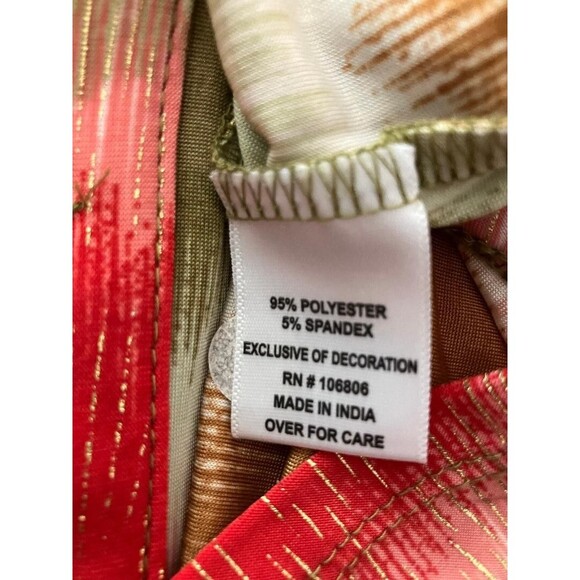 95% POLYESTER
5% SPANDEX
EXCLUSIVE OF DECORATION
RN # 106806
MADE IN INDIA
OVER FOR CARE